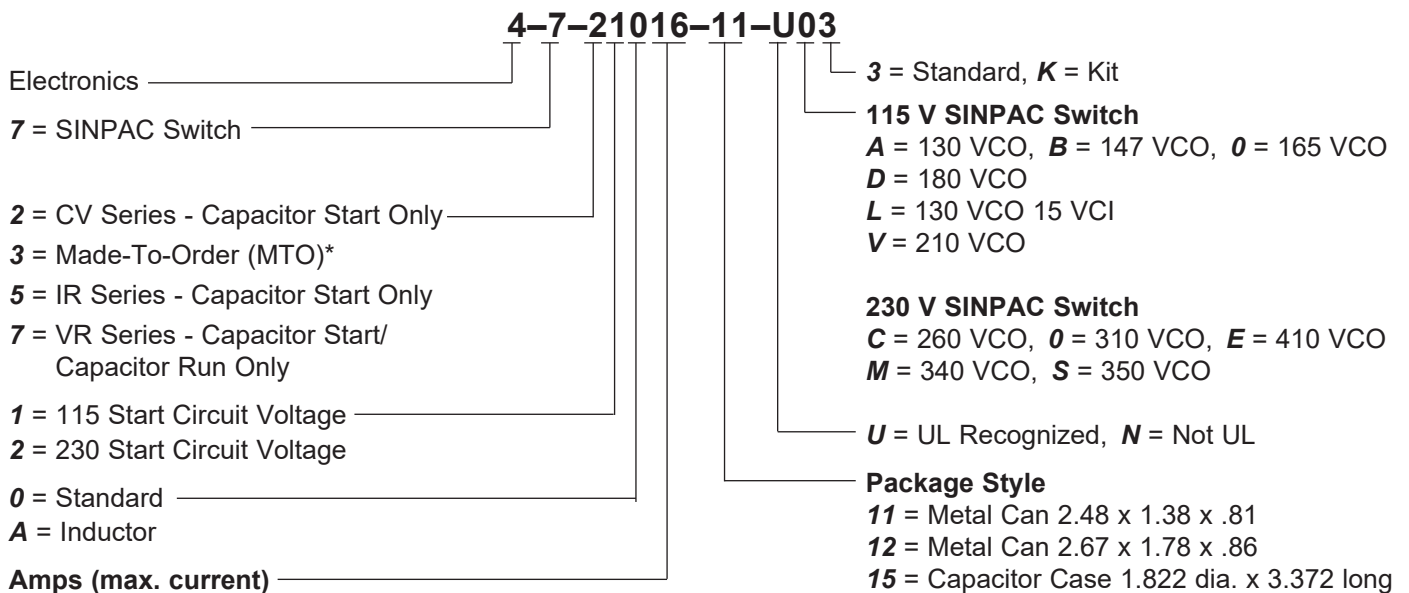 4–7–21016–11–U03
Electronics
7 = SINPAC Switch
2 = CV Series - Capacitor Start Only
3 = Made-To-Order (MTO)*
5 = IR Series - Capacitor Start Only
7 = VR Series - Capacitor Start/
Capacitor Run Only
1 = 115 Start Circuit Voltage
2 = 230 Start Circuit Voltage
0 = Standard
A = Inductor
Amps (max. current)
3 = Standard, K = Kit
115 V SINPAC Switch
A = 130 VCO, B = 147 VCO, 0 = 165 VCO
D = 180 VCO
L = 130 VCO 15 VCI
V = 210 VCO
230 V SINPAC Switch
C = 260 VCO, 0 = 310 VCO, E = 410 VCO
M = 340 VCO, S = 350 VCO
U = UL Recognized, N = Not UL
Package Style
11 = Metal Can 2.48 x 1.38 x .81
12 = Metal Can 2.67 x 1.78 x .86
15 = Capacitor Case 1.822 dia. x 3.372 long